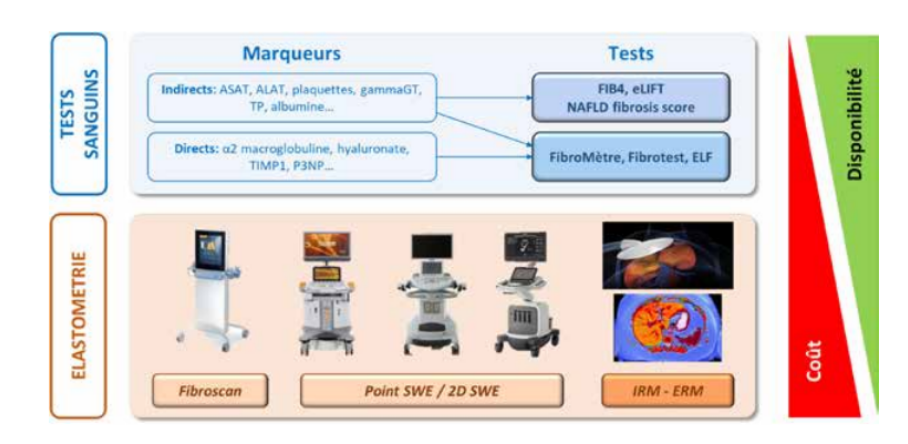 TESTS
SANGUINS
Marqueurs
Tests
Indirects: ASAT, ALAT, plaquettes, gammaGT,
TP, albumine...
FIB4, eLIFT
NAFLD fibrosis score
Directs: α2 macroglobuline, hyaluronate,
TIMP1, P3NP...
FibroMètre, Fibrotest, ELF
ELASTOMETRIE
Fibroscan
Point SWE / 2D SWE
IRM - ERM
Coût
Disponibilité